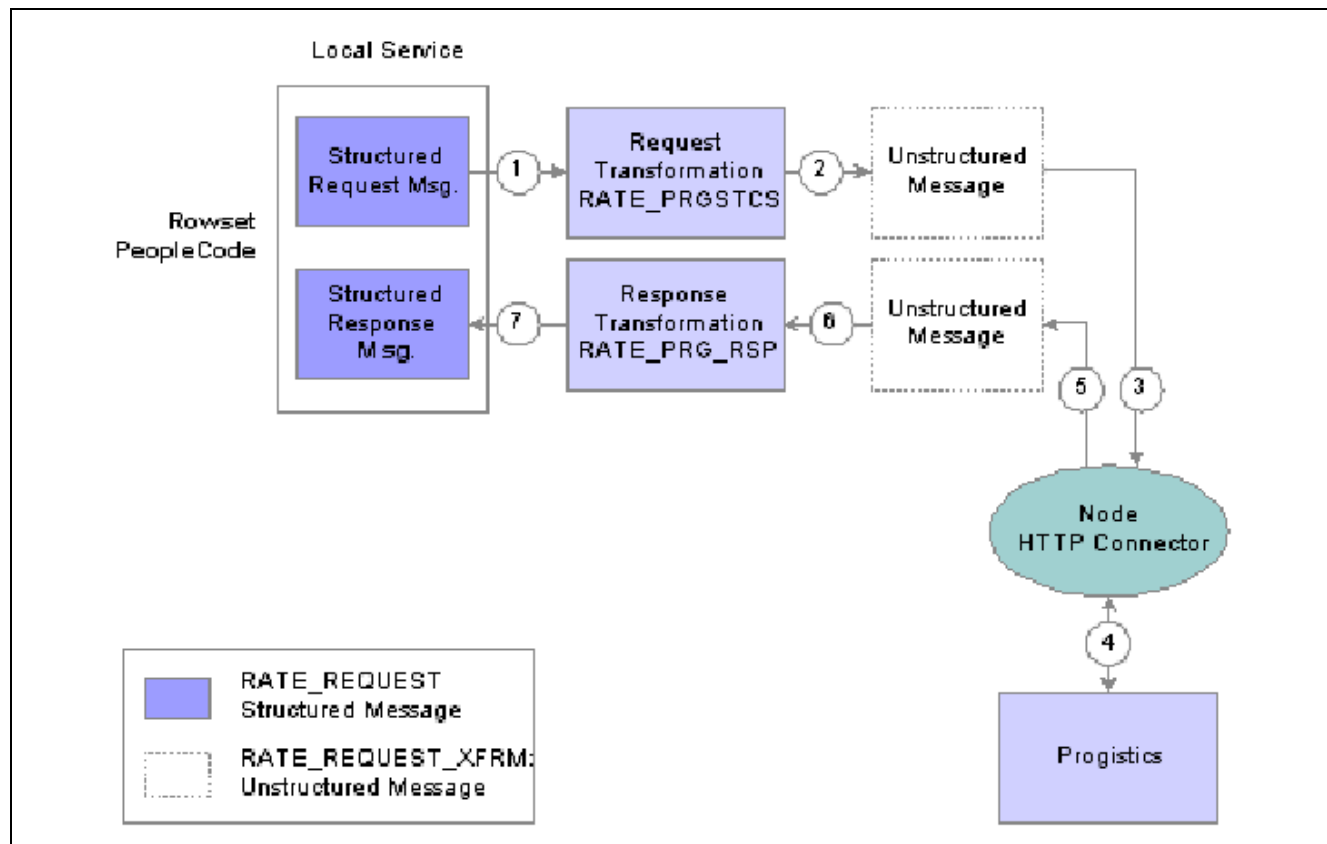 Local Service
Structured
Request Msg.
1
Request
Transformation
RATE_PRGSTCS
2
Unstructured
Message
Rowset
PeopleCode
Structured
Response
Msg.
7
Response
Transformation
RATE_PRG_RSP
6
Unstructured
Message
5
3
Node
HTTP Connector
4
Progistics
RATE_REQUEST
Structured Message
RATE_REQUEST_XFRM:
Unstructured Message